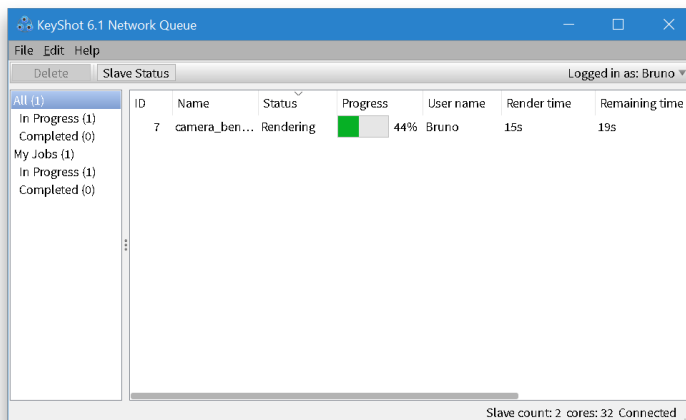 KeyShot 6.1 Network Queue
File Edit Help
Delete Slave Status Logged in as: Bruno
All (1)
In Progress (1)
Completed (0)
My Jobs (1)
In Progress (1)
Completed (0)
ID Name Status Progress User name Render time Remaining time
7 camera_ben... Rendering 44% Bruno 15s 19s
Slave count: 2 cores: 32 Connected